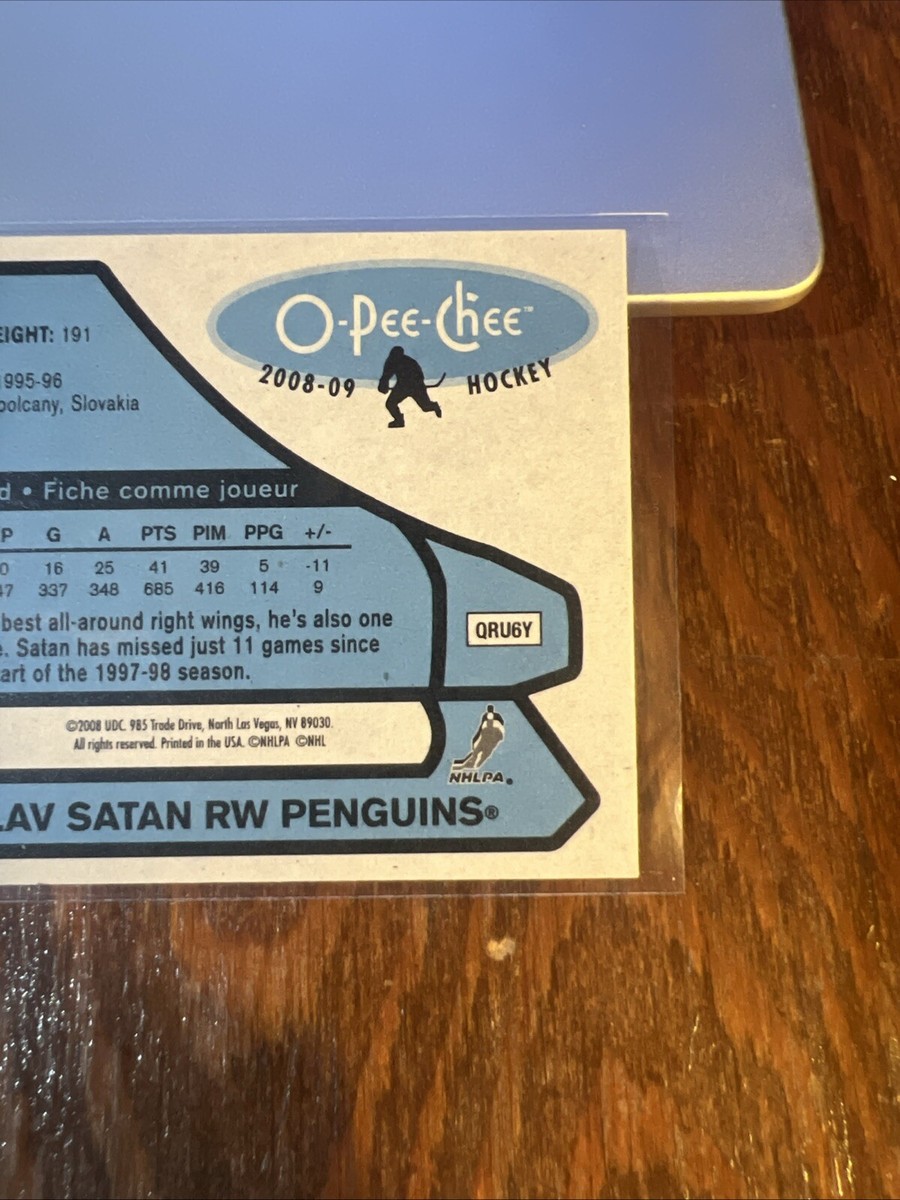 O-Pee-Chee™
2008-09 HOCKEY
EIGHT: 191
995-96
oolcany, Slovakia
d • Fiche comme joueur
P G A PTS PIM PPG +/-
0 16 25 41 39 5 -11
47 337 348 685 416 114 9
best all-around right wings, he's also one
e. Satan has missed just 11 games since
art of the 1997-98 season.
QRU6Y
©2008 UDC. 985 Trade Drive, North Las Vegas, NV 89030.
All rights reserved. Printed in the USA. ©NHLPA ©NHL
NHLPA®
LAV SATAN RW PENGUINS®